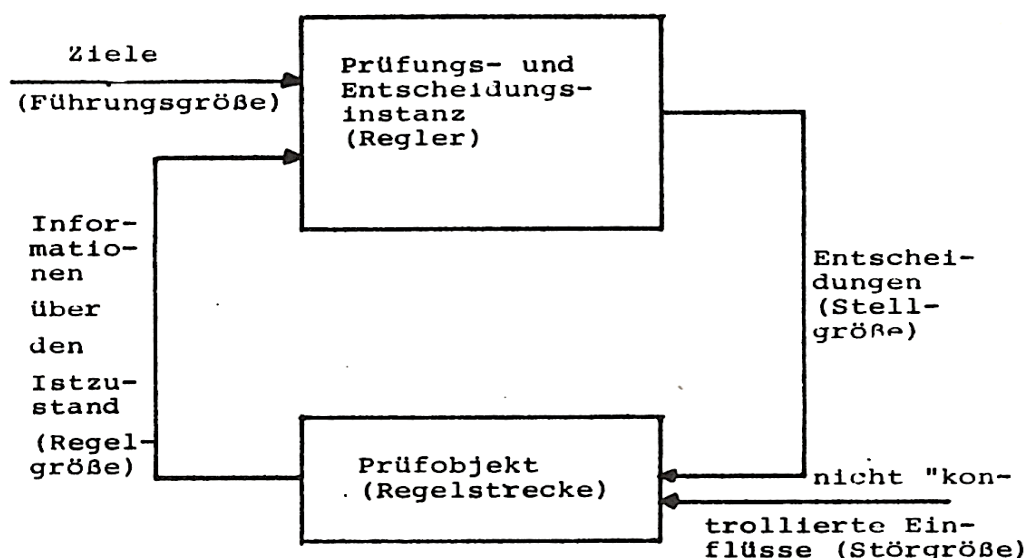 Ziele
(Führungsgröße)
Prüfungs- und
Entscheidungs-
instanz
(Regler)
Infor-
matio-
nen
über
den
Istzu-
stand
(Regel-
größe)
Entschei-
dungen
(Stell-
größe)
Prüfobjekt
(Regelstrecke)
nicht "kon-
trollierte Ein-
flüsse (Störgröße)